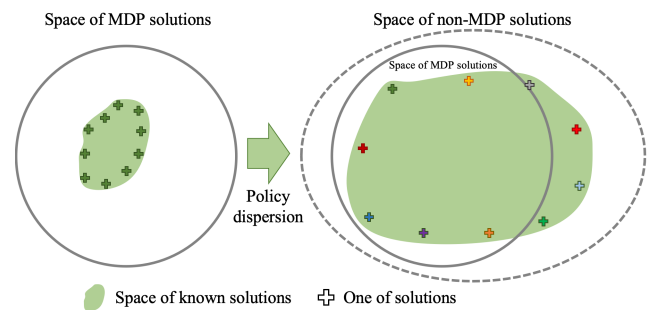 Space of MDP solutions
Space of non-MDP solutions
Space of MDP solutions
Policy
dispersion
Space of known solutions
One of solutions